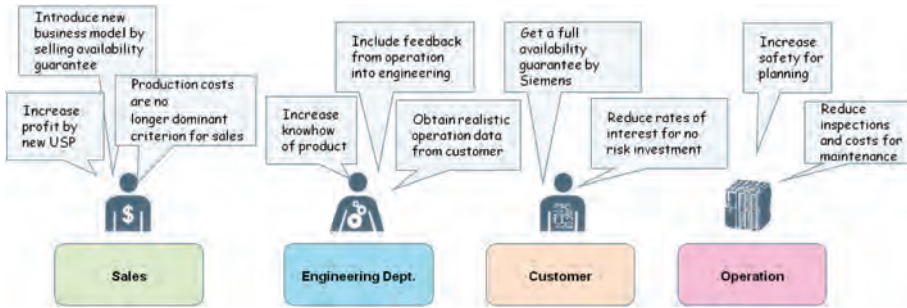 Introduce new
business model by
selling availability
guarantee
Increase
profit by
new USP
Production costs
are no
longer dominant
criterion for sales
$
Sales
Include feedback
from operation
into engineering
Increase
knowhow
of product
Obtain realistic
operation data
from customer
Engineering Dept.
Get a full
availability
guarantee by
Siemens
Reduce rates of
interest for no
risk investment
Customer
Increase
safety for
planning
Reduce
inspections
and costs for
maintenance
Operation